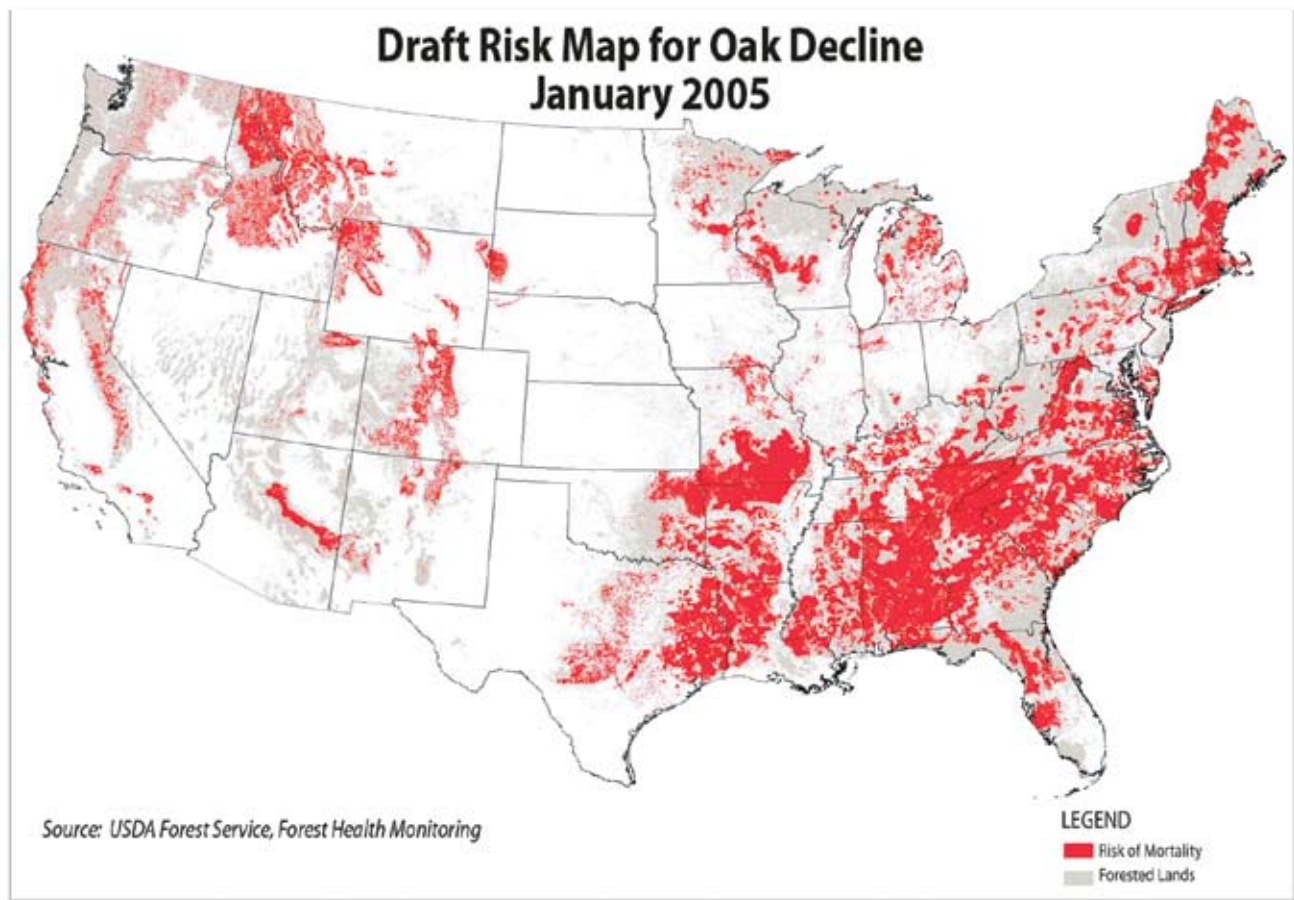 Draft Risk Map for Oak Decline
January 2005
Source: USDA Forest Service, Forest Health Monitoring
LEGEND
Risk of Mortality
Forested Lands